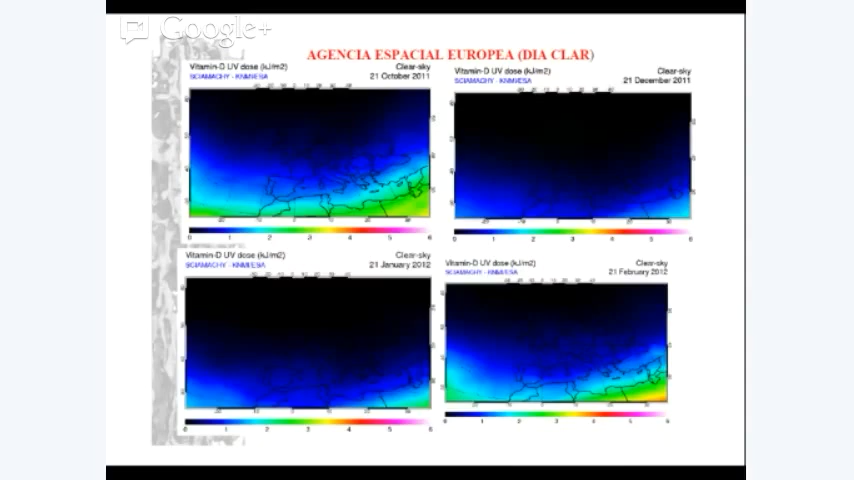 Google+
AGENCIA ESPACIAL EUROPEA (DIA CLAR)
Vitamin-D UV dose (kJ/m2) Clear-sky
SCIAMACHY - KNMI/ESA 21 October 2011
0 1 2 3 4 5 6
Vitamin-D UV dose (kJ/m2) Clear-sky
SCIAMACHY - KNMI/ESA 21 December 2011
0 1 2 3 4 5 6
Vitamin-D UV dose (kJ/m2) Clear-sky
SCIAMACHY - KNMI/ESA 21 January 2012
0 1 2 3 4 5 6
Vitamin-D UV dose (kJ/m2) Clear-sky
SCIAMACHY - KNMI/ESA 21 February 2012
0 1 2 3 4 5 6